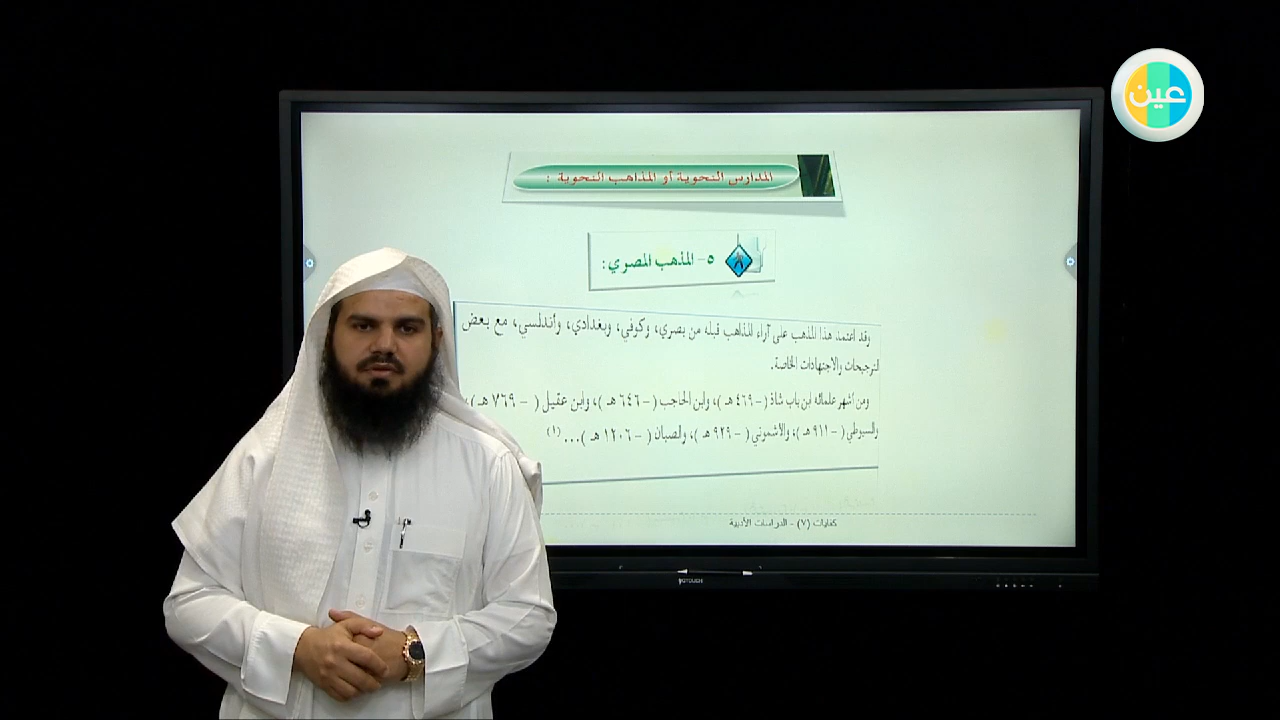 عين
المدارس النحوية أو المذاهب النحوية :
٥- المذهب المصري :
وقد اعتمد هذا المذهب على آراء المذاهب قبله من بصري، وكوفي، وبغدادي، وأندلسي، مع بعض
الترجيحات والاجتهادات الخاصة.
ومن أشهر علمائه ابن باب شاذ ( – ٤٦٩ هـ )، وابن الحاجب ( – ٦٤٦ هـ )، وابن عقيل ( – ٧٦٩ هـ )،
والسيوطي ( – ٩١١ هـ )، والأشموني ( – ٩٢٩ هـ )، والصبان ( – ١٢٠٦ هـ )... (١)
كفايات (٧) - الدراسات الأدبية